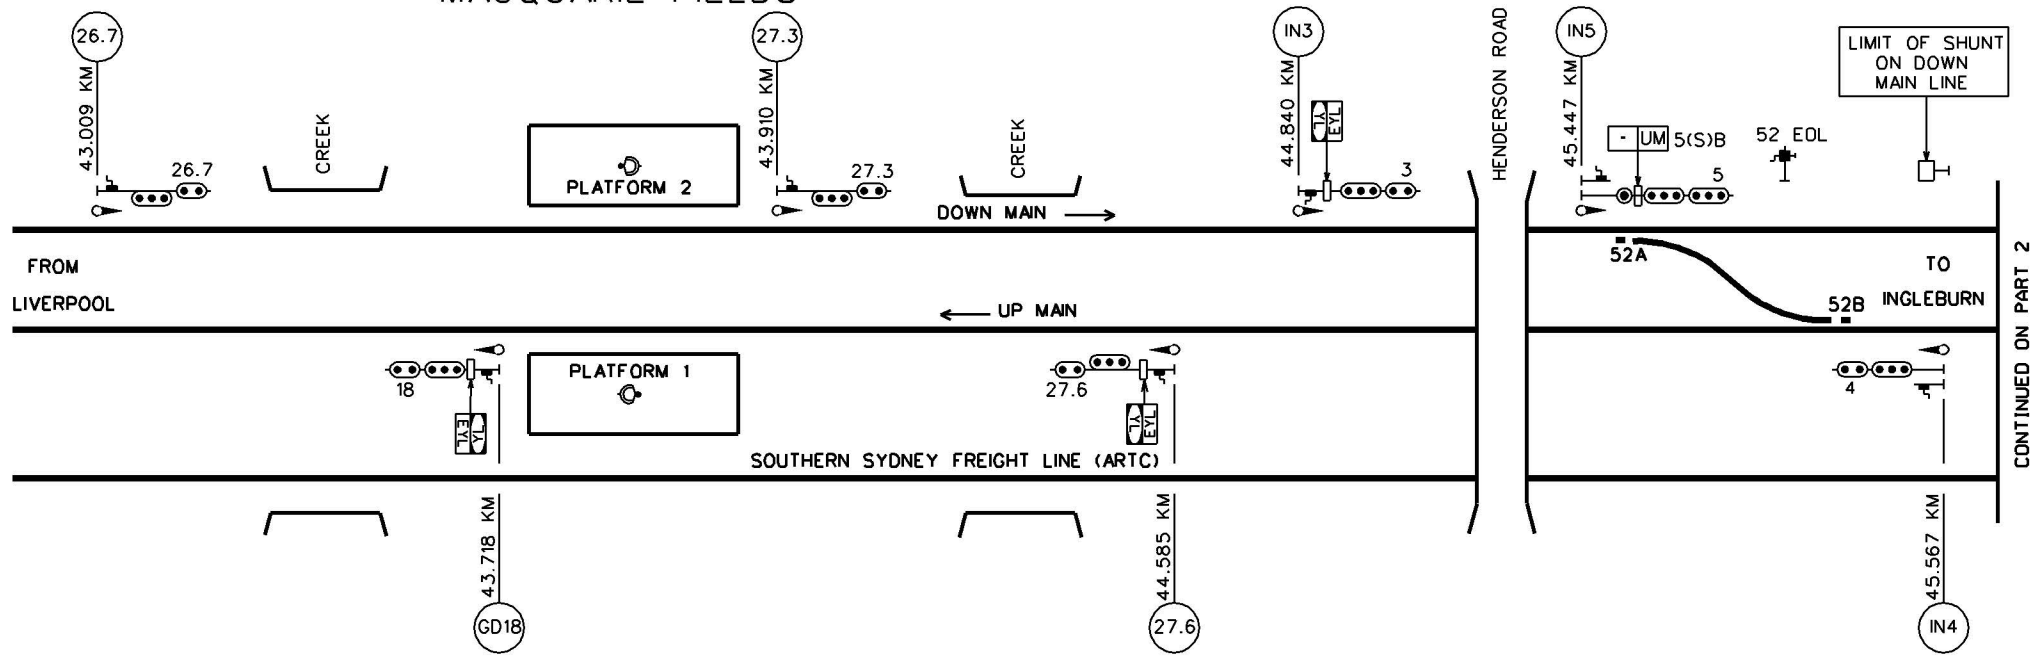 MACQUARIE FIELDS
26.7
27.3
IN3
HENDERSON ROAD
IN5
LIMIT OF SHUNT
ON DOWN
MAIN LINE
43.009 KM
CREEK
43.910 KM
CREEK
44.840 KM
YL
EYL
45.447 KM
- UM 5(S)B
52 EOL
26.7
PLATFORM 2
27.3
3
5
DOWN MAIN
FROM
LIVERPOOL
UP MAIN
52A
52B
TO
INGLEBURN
CONTINUED ON PART 2
18
PLATFORM 1
27.6
4
EYL
YL
YL
EYL
SOUTHERN SYDNEY FREIGHT LINE (ARTC)
43.718 KM
44.585 KM
45.567 KM
GD18
27.6
IN4